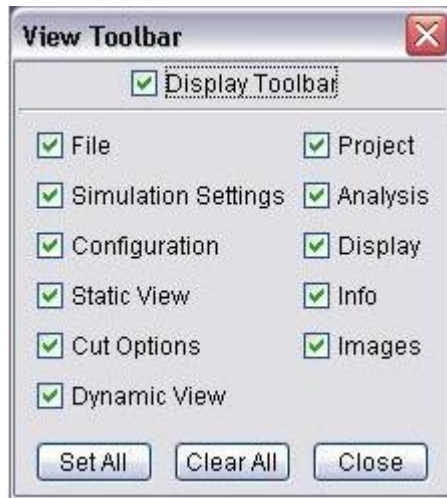 View Toolbar
Display Toolbar
File Project
Simulation Settings Analysis
Configuration Display
Static View Info
Cut Options Images
Dynamic View
Set All Clear All Close